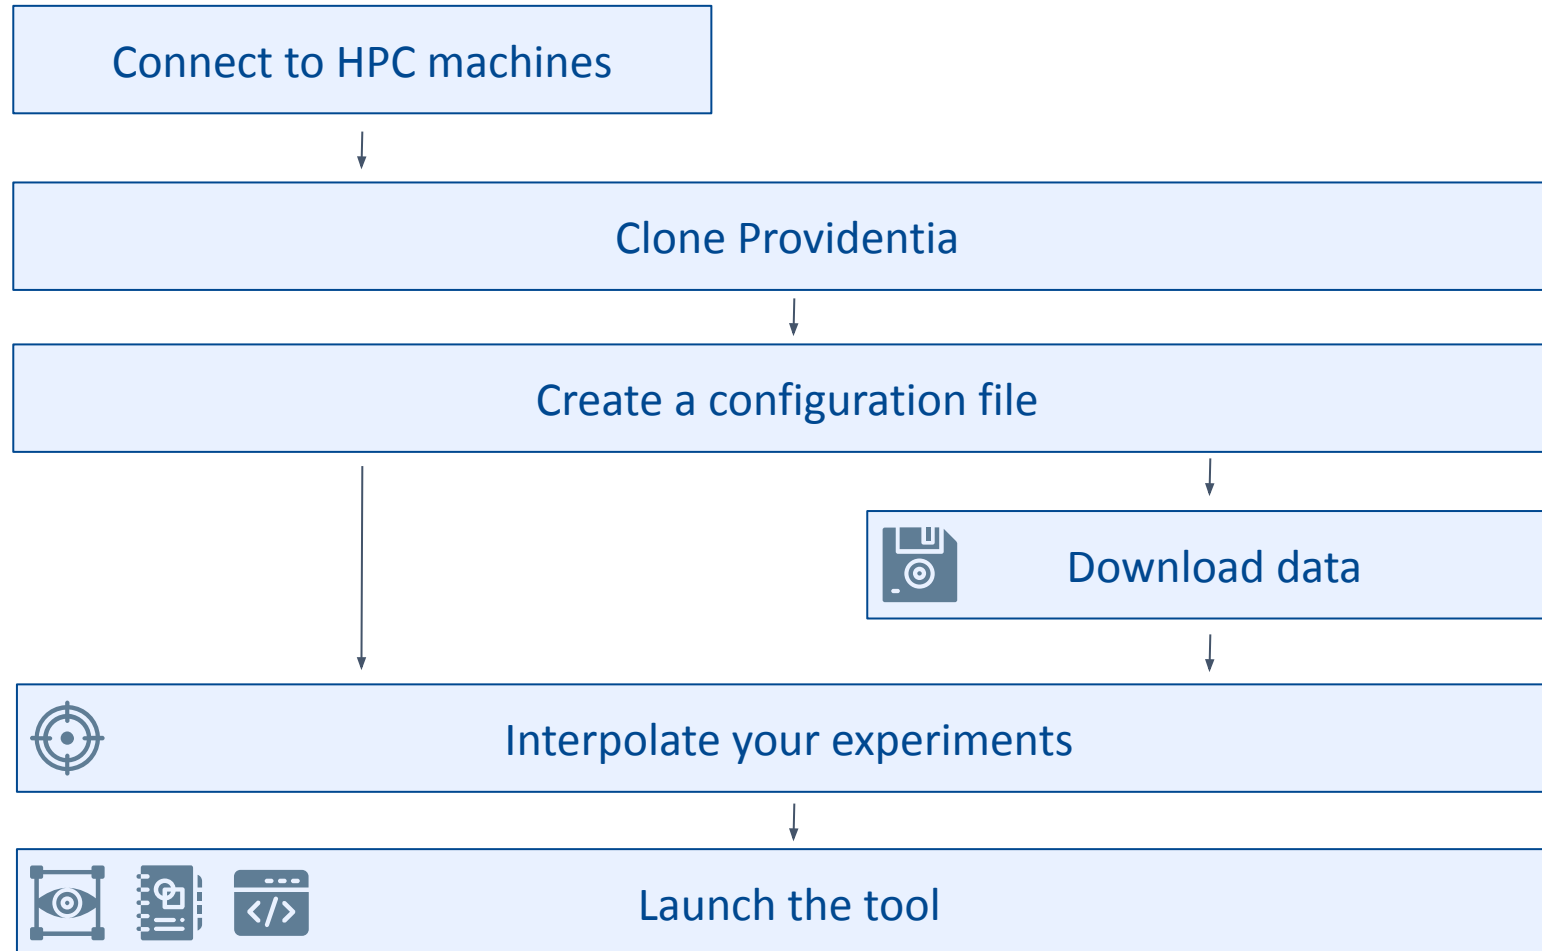 Connect to HPC machines
Clone Providentia
Create a configuration file
Download data
Interpolate your experiments
</>
Launch the tool